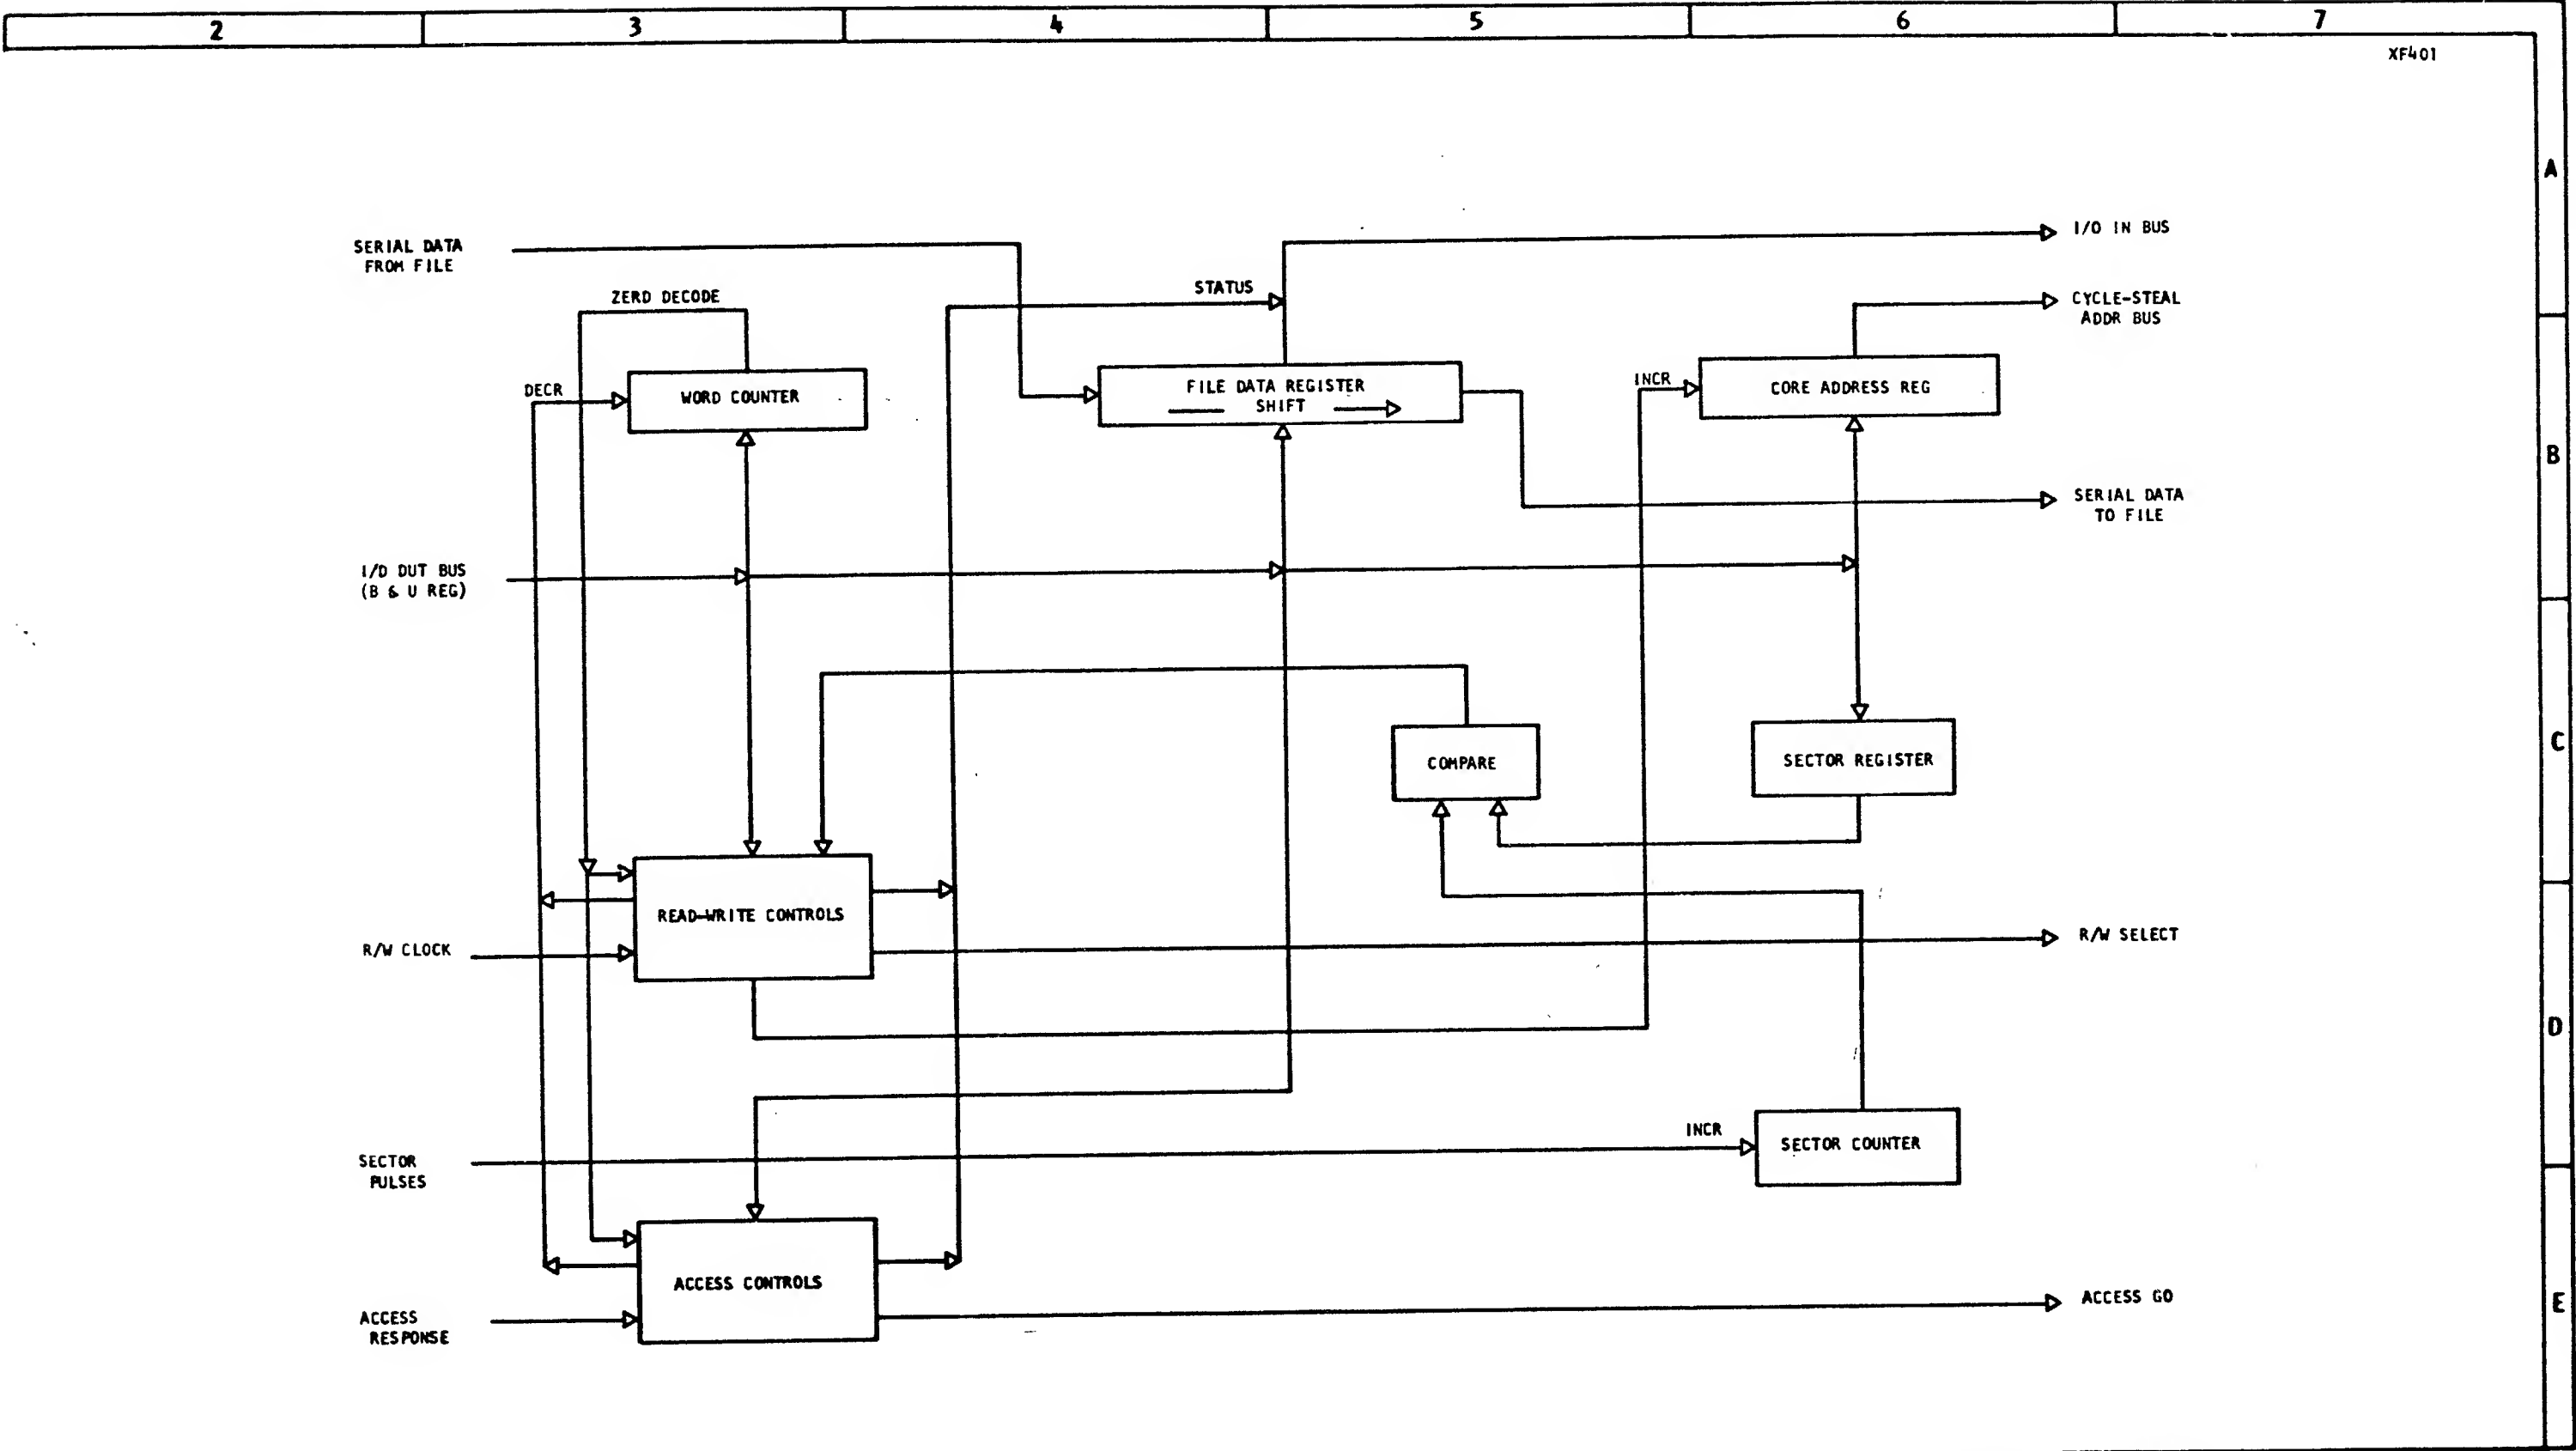 2 3 4 5 6 7
XF401
A
I/O IN BUS
SERIAL DATA
FROM FILE
STATUS
ZERD DECODE
CYCLE-STEAL
ADDR BUS
DECR
WORD COUNTER
FILE DATA REGISTER
SHIFT
INCR
CORE ADDRESS REG
B
SERIAL DATA
TO FILE
I/D DUT BUS
(B & U REG)
C
COMPARE
SECTOR REGISTER
READ-WRITE CONTROLS
R/W CLOCK
R/W SELECT
D
INCR
SECTOR COUNTER
SECTOR
PULSES
ACCESS CONTROLS
ACCESS GO
E
ACCESS
RESPONSE